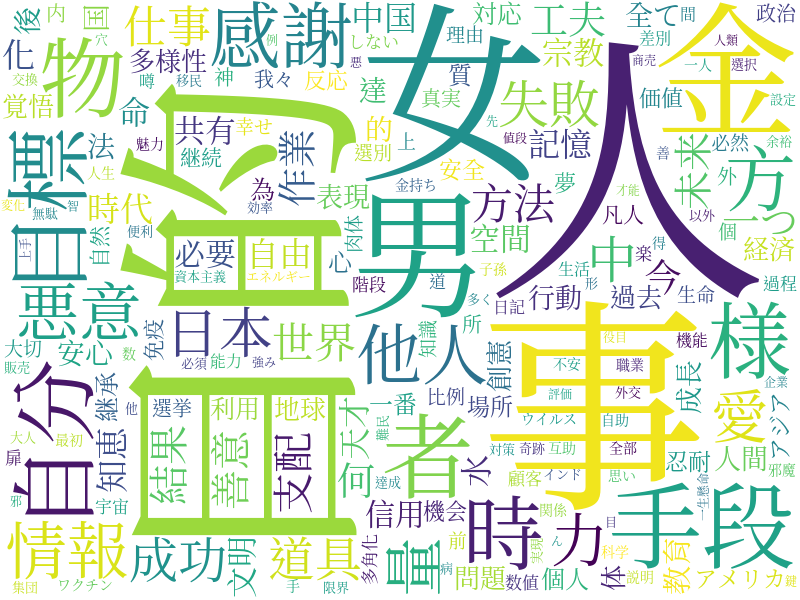 後
内
国
仕事
感謝
中国
対応
工夫
全て
間
政治
化
物
多様性
穴
例
しない
理由
宗教
差別
人類
商売
一人
選択
金
覚悟
噂
移民
神
我々
反応
悪
質
真実
女
人
交換
命
達
失敗
価値
設定
標
魅力
共有
幸せ
的
上
記憶
先
値段
未来
必然
余裕
善
法
継続
選別
安全
方
外
人生
時代
作業
為
表現
金持ち
方法
夢
凡人
以外
一つ
変化
智
無駄
自然
効率
肉体
男
空間
才能
個
経済
上手
便利
必要
自由
心
中
今
得
目
価
資本主義
エネルギー
階段
道
子孫
生活
形
楽
過程
悪意
日本
世界
他人
多く
日記
行動
過去
生命
様
大切
安心
免疫
数
能力
強み
知識
所
創憲
役目
機能
販売
必須
不安
職業
事
自分
継承
選挙
利用
地球
一番
比例
場所
評価
外交
成長
企業
大人
最初
他
結果
善意
支配
天才
者
ウイルス
自助
愛
アジア
扉
知恵
難民
何
水
対策
奇跡
互助
全部
忍耐
人間
邪魔
邪
宇宙
達成
顧客
インド
思い
一生懸命
情報
成功
文明
道具
信用
機会
時
力
手段
関係
目
多角化
量
前
ん
実現
科学
集団
ワクチン
手
限界
病
問題
数値
個人
体
説明
教育
アメリカ
鍵